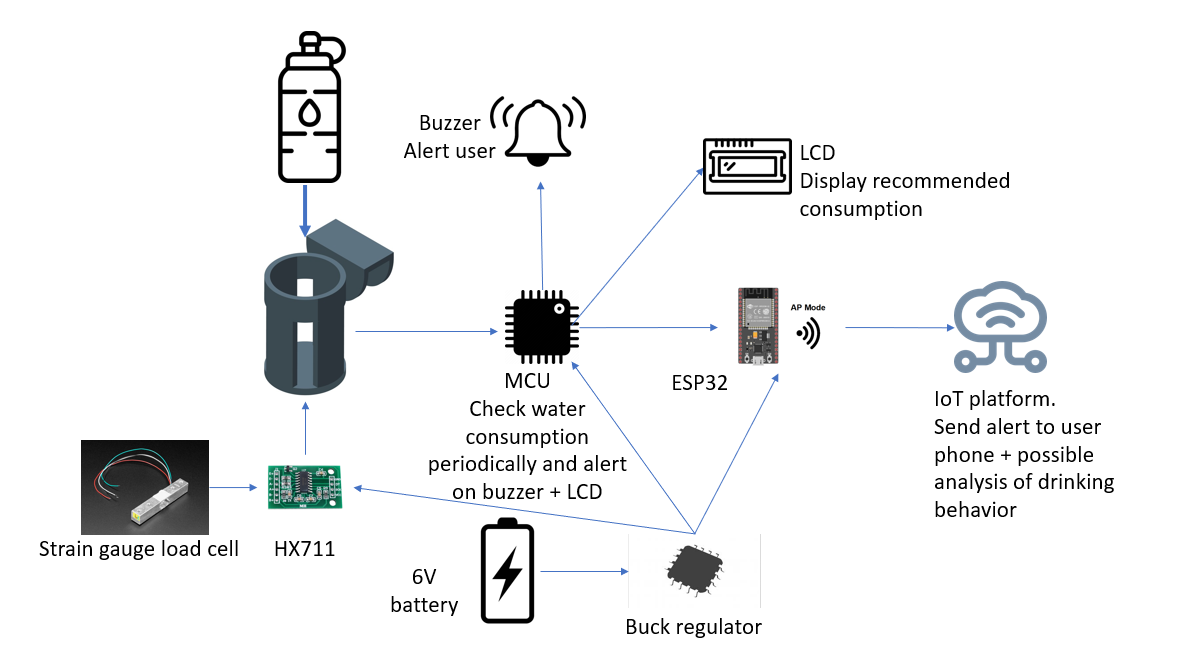 Buzzer
Alert user
LCD
Display recommended
consumption
AP Mode
MCU
Check water
consumption
periodically and alert
on buzzer + LCD
ESP32
IoT platform.
Send alert to user
phone + possible
analysis of drinking
behavior
Strain gauge load cell
HX711
6V
battery
Buck regulator